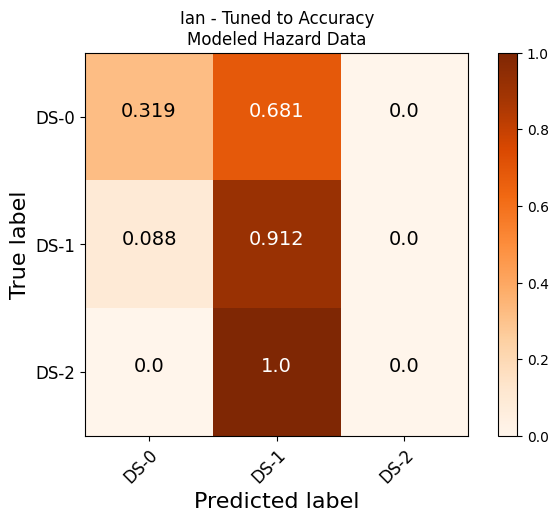 Ian - Tuned to Accuracy
Modeled Hazard Data
1.0
DS-0 0.319 0.681 0.0
0.8
0.6
DS-1 0.088 0.912 0.0
0.4
DS-2 0.0 1.0 0.0
0.2
0.0
DS-0 DS-1 DS-2
True label
Predicted label